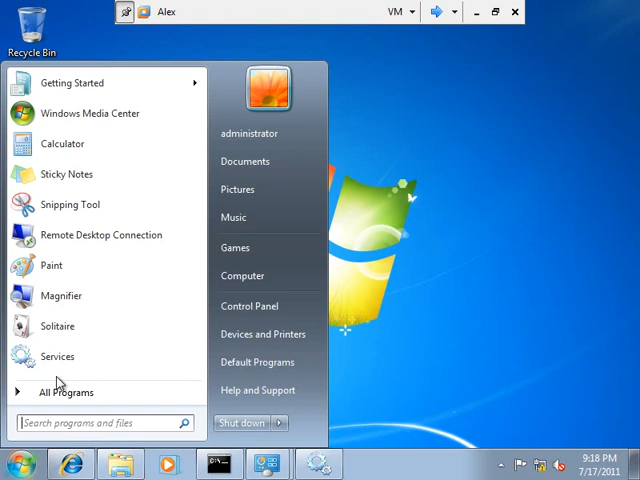 Alex
VM
Recycle Bin
Getting Started
Windows Media Center
Calculator
Sticky Notes
Snipping Tool
Remote Desktop Connection
Paint
Magnifier
Solitaire
Services
All Programs
Search programs and files
administrator
Documents
Pictures
Music
Games
Computer
Control Panel
Devices and Printers
Default Programs
Help and Support
Shut down
C:\.
9:18 PM
7/17/2011